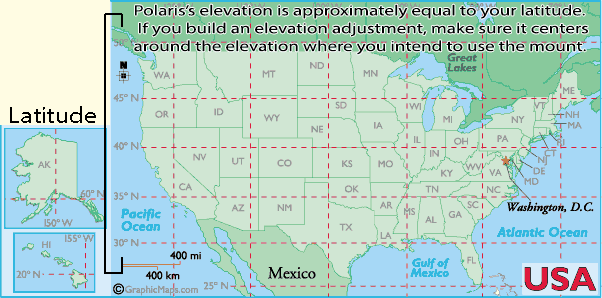 Polaris's elevation is approximately equal to your latitude.
If you build an elevation adjustment, make sure it centers
around the elevation where you intend to use the mount.
Great
Lakes
N
50° N
WA
MT
ND
MN
ME
45° N
OR
ID
SD
WI
MI
VT
NY
NH
MA
Latitude
WY
IA
NE
PA
RI
CT
NJ
40° N
NV
UT
CO
KS
MO
IL
IN
OH
WV
VA
DE
MD
AK
60° N
CA
KY
35° N
AZ
NM
OK
AR
TN
NC
SC
Washington, D.C.
150° W
Pacific
Ocean
TX
LA
MS
AL
GA
Atlantic Ocean
HI
155° W
30° N
400 mi
FL
20° N
400 km
Mexico
Gulf of
Mexico
25° N
USA
©GraphicMaps.com